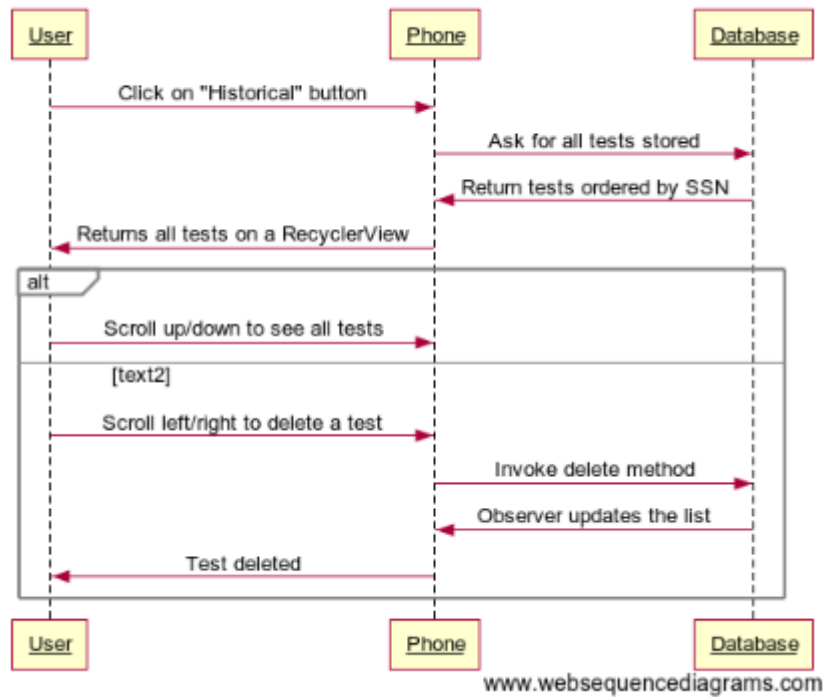 User Phone Database
Click on "Historical" button
Ask for all tests stored
Return tests ordered by SSN
Returns all tests on a RecyclerView
alt
Scroll up/down to see all tests
[text2]
Scroll left/right to delete a test
Invoke delete method
Observer updates the list
Test deleted
User Phone Database
www.websequencediagrams.com